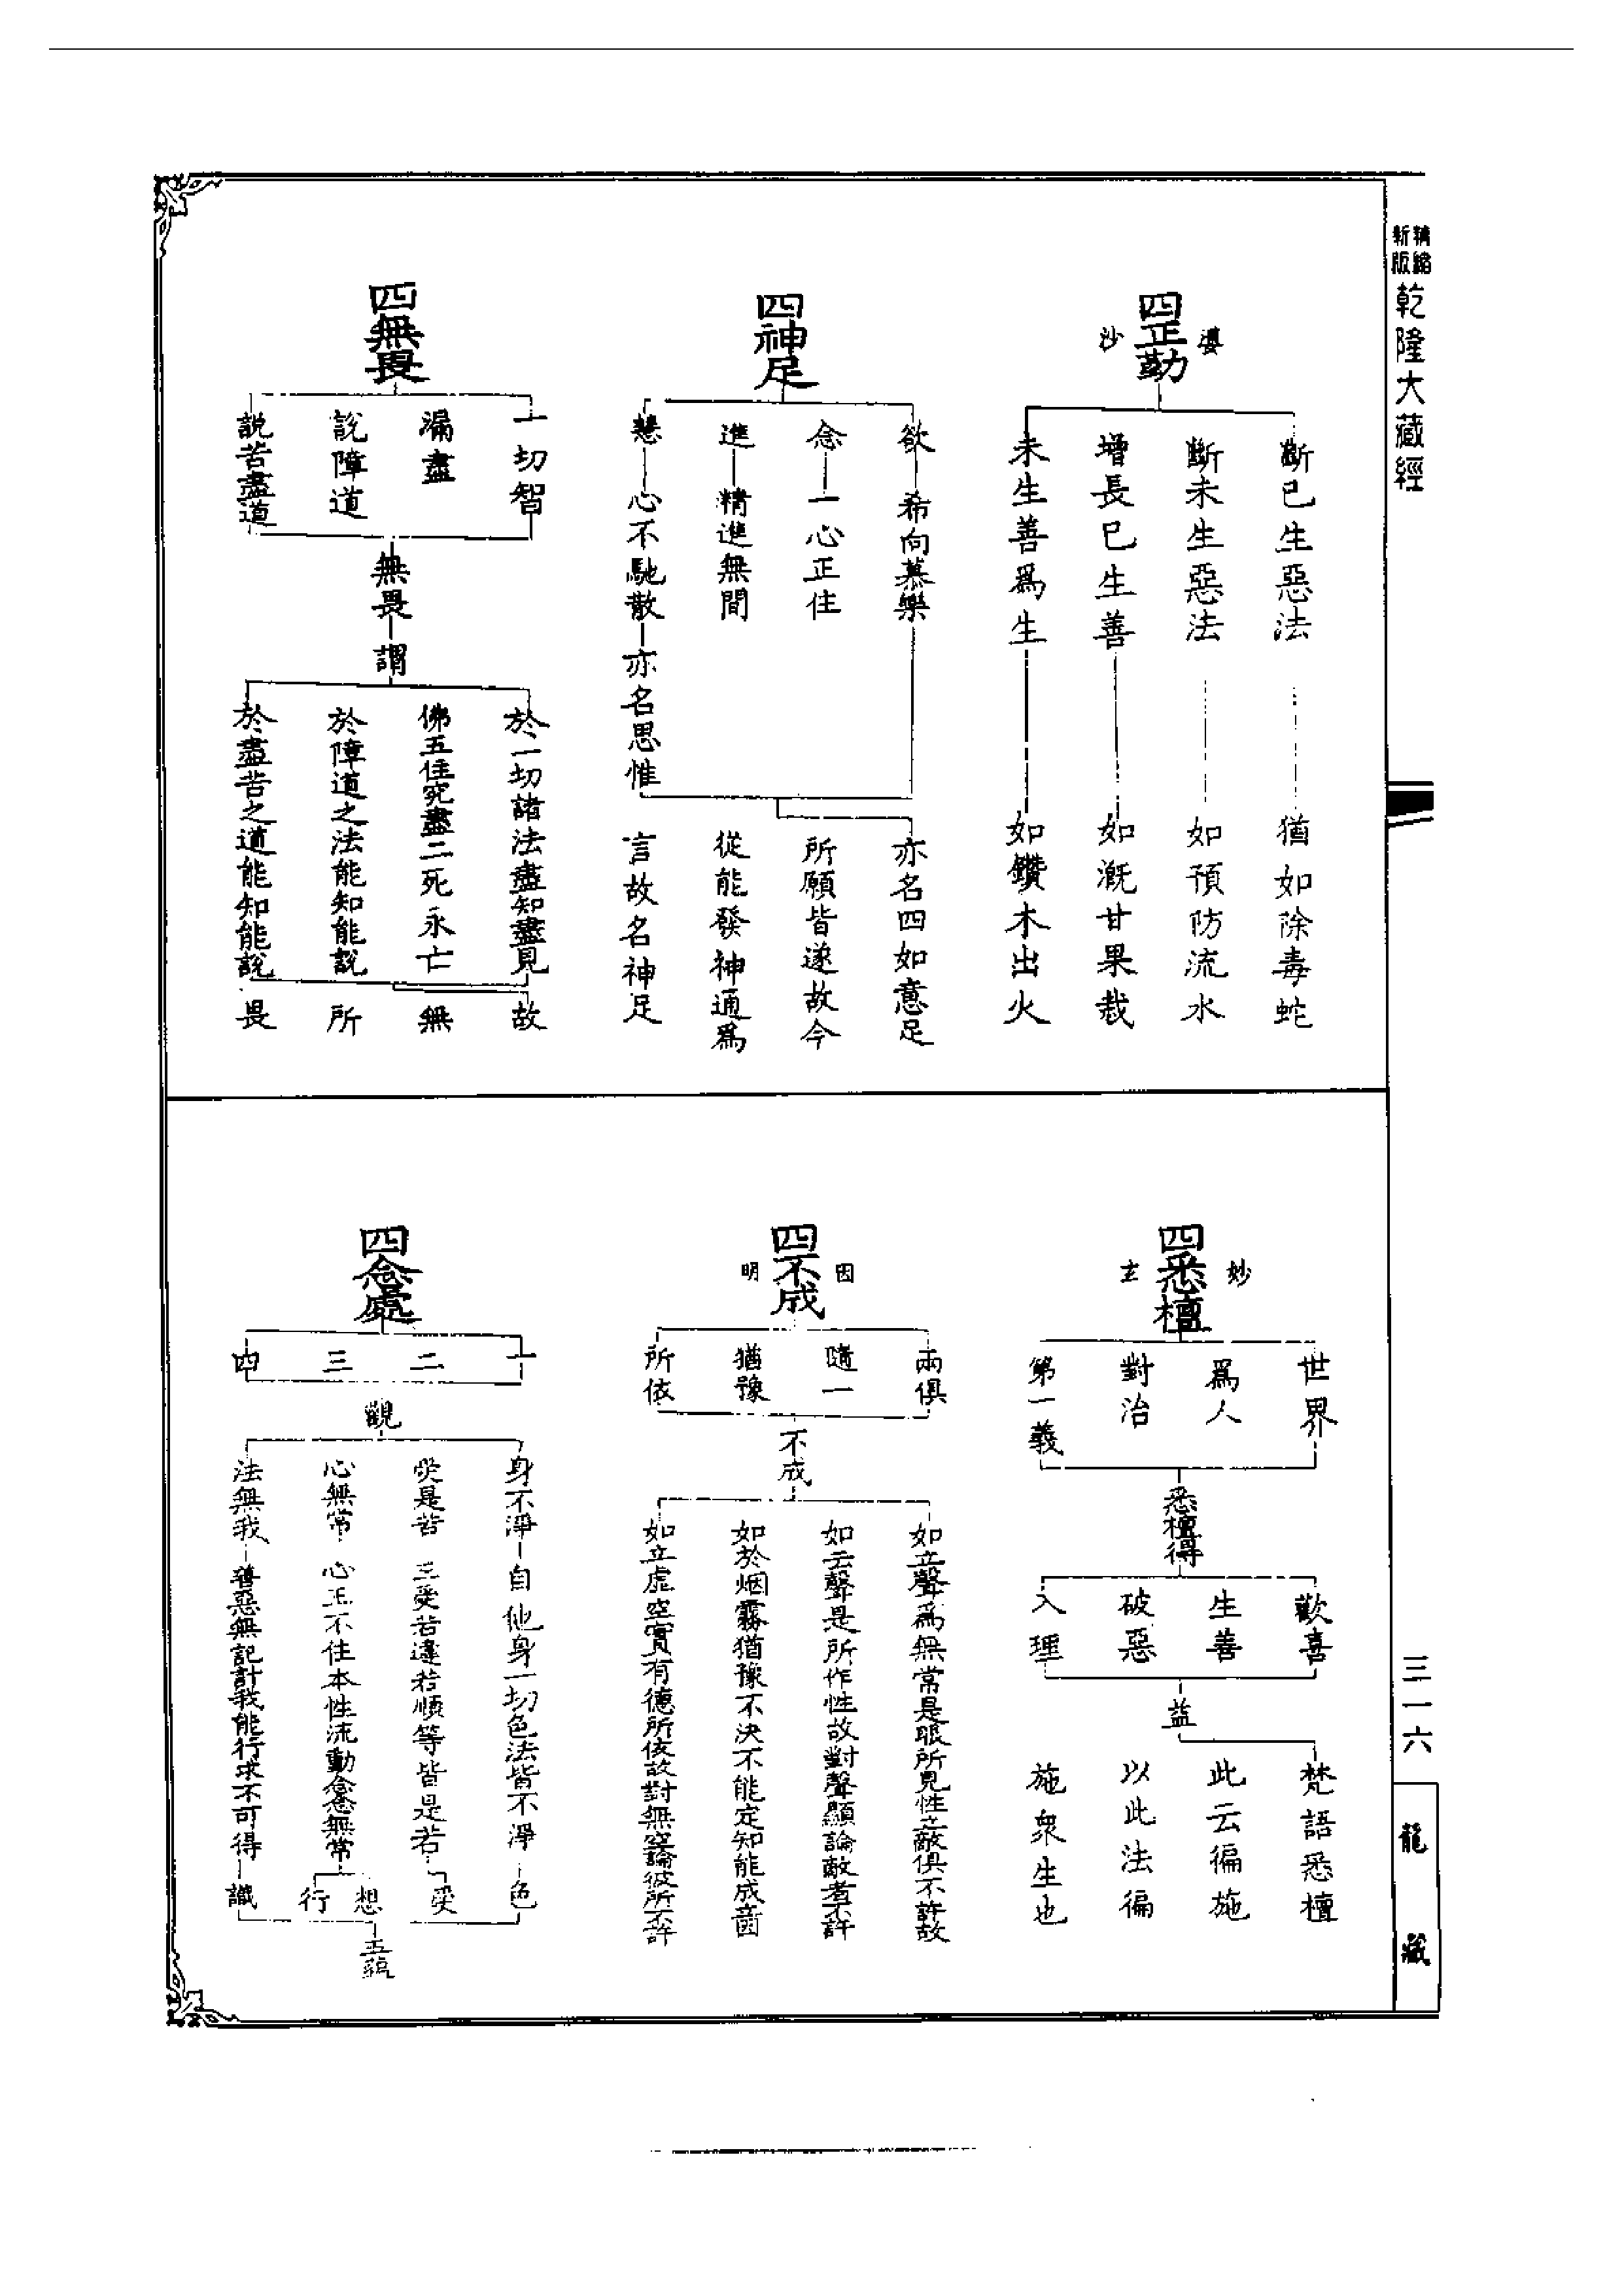 精縮新版
乾隆大藏經
四正勤
婆沙
斷已生惡法
猶如除毒蛇
斷未生惡法
如預防流水
增長已生善
如漑甘果栽
未生善爲生
如鑽木出火
四神足
欲
希向慕樂
念
一心正住
進
精進無間
慧
心不馳散
亦名思惟
亦名四如意足
所願皆遂故今
從能發神通爲
言故名神足
四無畏
一切智
漏盡
說障道
說苦盡道
無畏
謂
於一切諸法盡知盡見
佛五住究盡二死永亡
於障道之法能知能說
於盡苦之道能知能說
故
無
所
畏
四悉檀
妙玄
世界
爲人
對治
第一義
悉檀得
歡喜
生善
破惡
入理
益
梵語悉檀
此云徧施
以此法徧
施衆生也
四不成
因明
兩俱
隨一
猶豫
所依
不成
如立聲爲無常是眼所見性立敵俱不許故
如云聲是所作性故對聲顯論敵者不許
如於烟霧猶豫不決不能定知能成音因
如立虛空實有德所依故對無空論彼所不許
四念處
一
二
三
四
觀
身不淨
自他身一切色法皆不淨
色
受是苦
三受若違若順等皆是若
受
心無常
心王不住本性流動念念無常
想
行
法無我
善惡無記計我能行求不可得
識
五蘊
三一六
龍藏